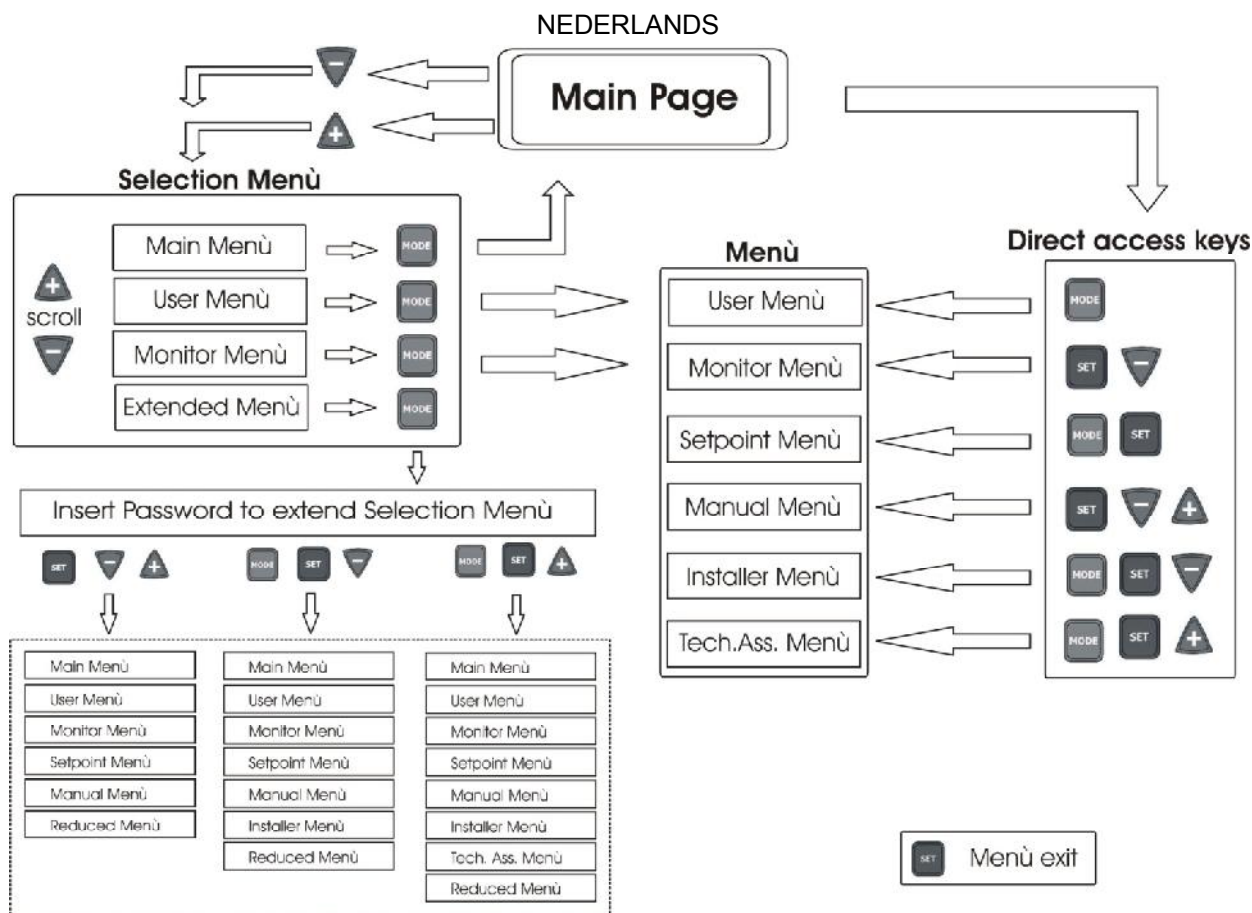 NEDERLANDS
Main Page
Selection Menù
Main Menù
MODE
User Menù
MODE
Monitor Menù
MODE
Extended Menù
MODE
+
scroll
-
Insert Password to extend Selection Menù
SET - +
MODE SET -
MODE SET +
Main Menù
User Menù
Monitor Menù
Setpoint Menù
Manual Menù
Reduced Menù
Main Menù
User Menù
Monitor Menù
Setpoint Menù
Manual Menù
Installer Menù
Reduced Menù
Main Menù
User Menù
Monitor Menù
Setpoint Menù
Manual Menù
Installer Menù
Tech. Ass. Menù
Reduced Menù
Menù
User Menù
Monitor Menù
Setpoint Menù
Manual Menù
Installer Menù
Tech.Ass. Menù
Direct access keys
MODE
SET -
MODE SET
SET - +
MODE SET -
MODE SET +
SET Menù exit